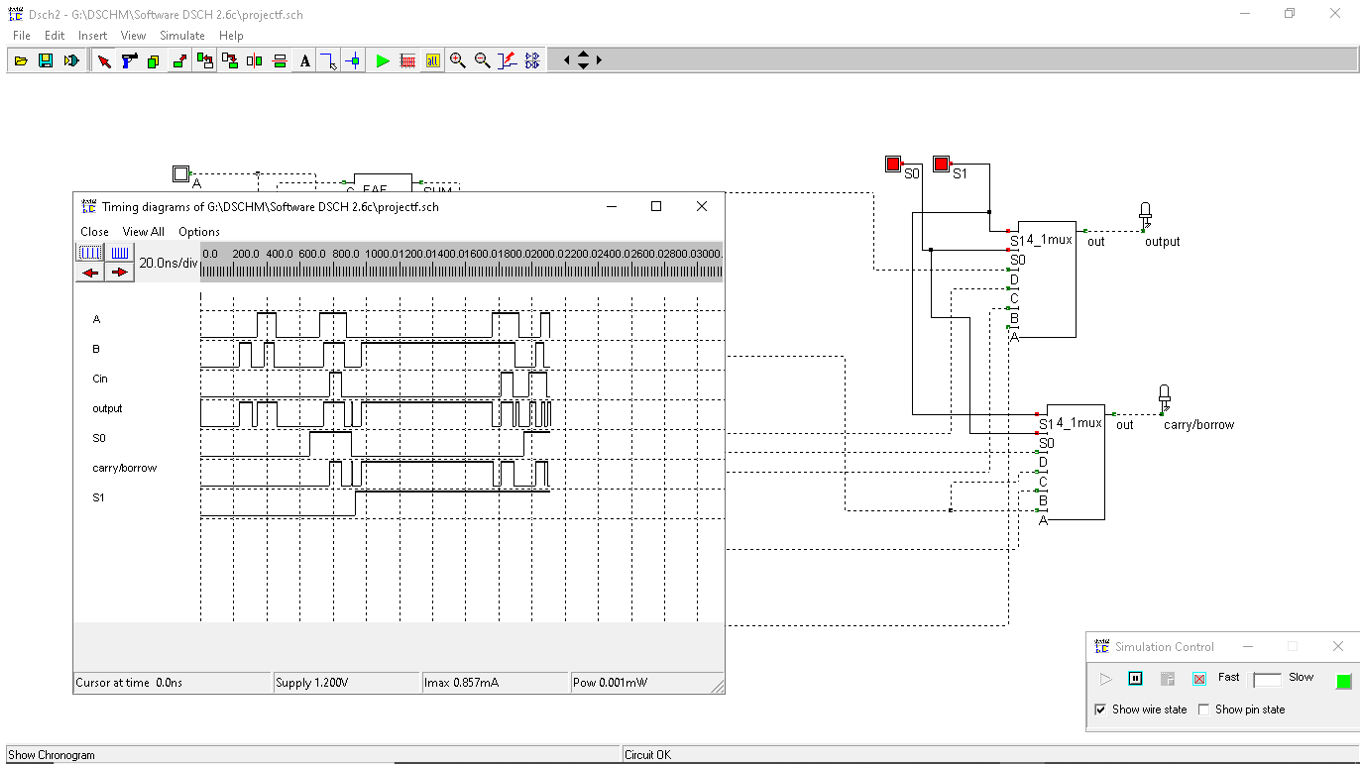 Dsch2 - G:\DSCHM\Software DSCH 2.6c\projectf.sch
File Edit Insert View Simulate Help
A
S0
S1
Timing diagrams of G:\DSCHM\Software DSCH 2.6c\projectf.sch
Close View All Options
20.0ns/div
0.0 200.0 400.0 600.0 800.0 1000.01200.01400.01600.01800.02000.02200.02400.02600.02800.03000.
A
B
Cin
output
S0
carry/borrow
S1
Cursor at time 0.0ns
Supply 1.200V
Imax 0.857mA
Pow 0.001mW
S1 4_1mux out output
S0
D
C
B
A
S1 4_1mux out carry/borrow
S0
D
C
B
A
Simulation Control
Fast Slow
Show wire state Show pin state
Show Chronogram
Circuit OK